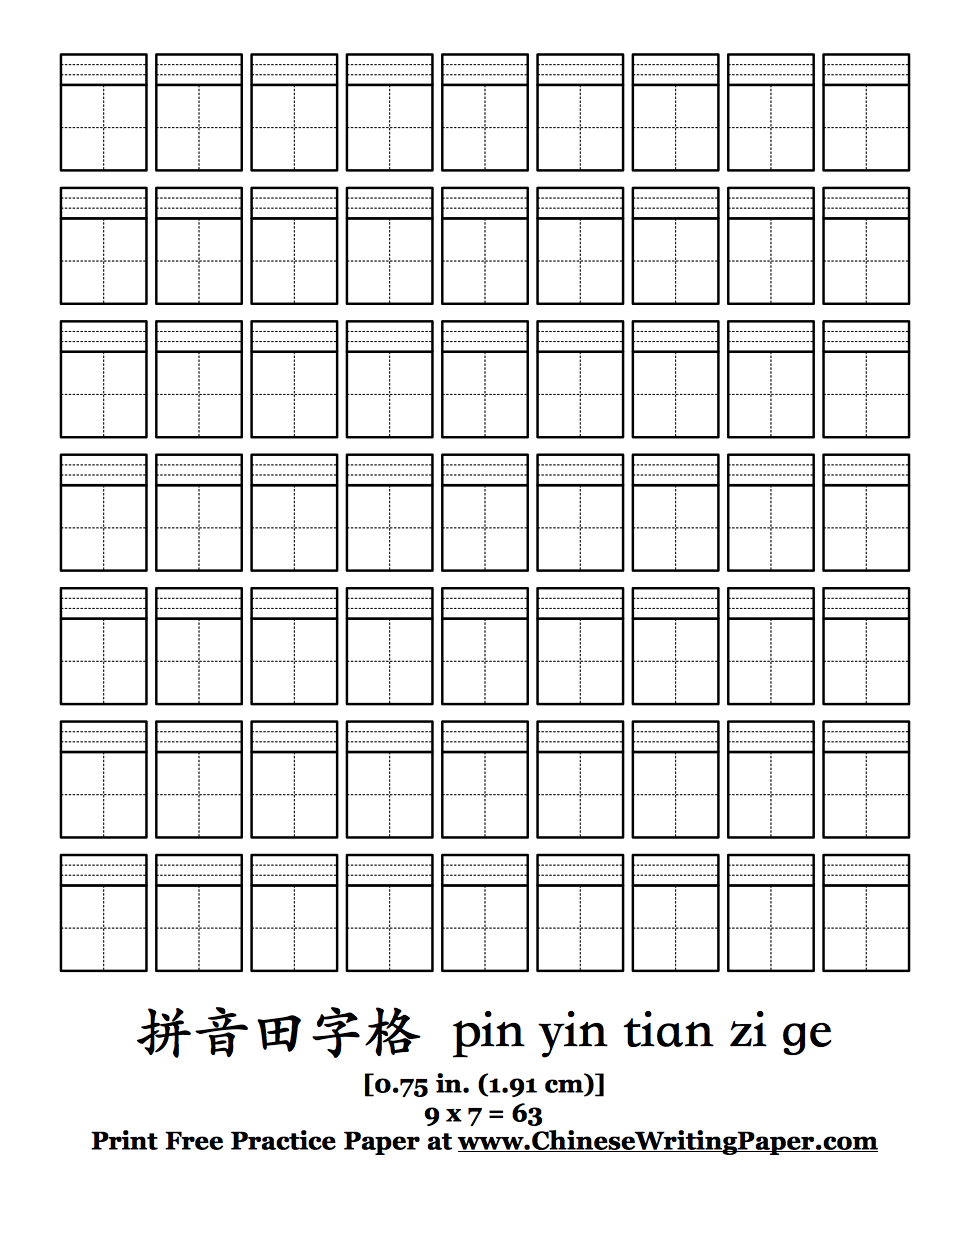 拼音田字格 pin yin tian zi ge
[0.75 in. (1.91 cm)]
9 x 7 = 63
Print Free Practice Paper at www.ChineseWritingPaper.com